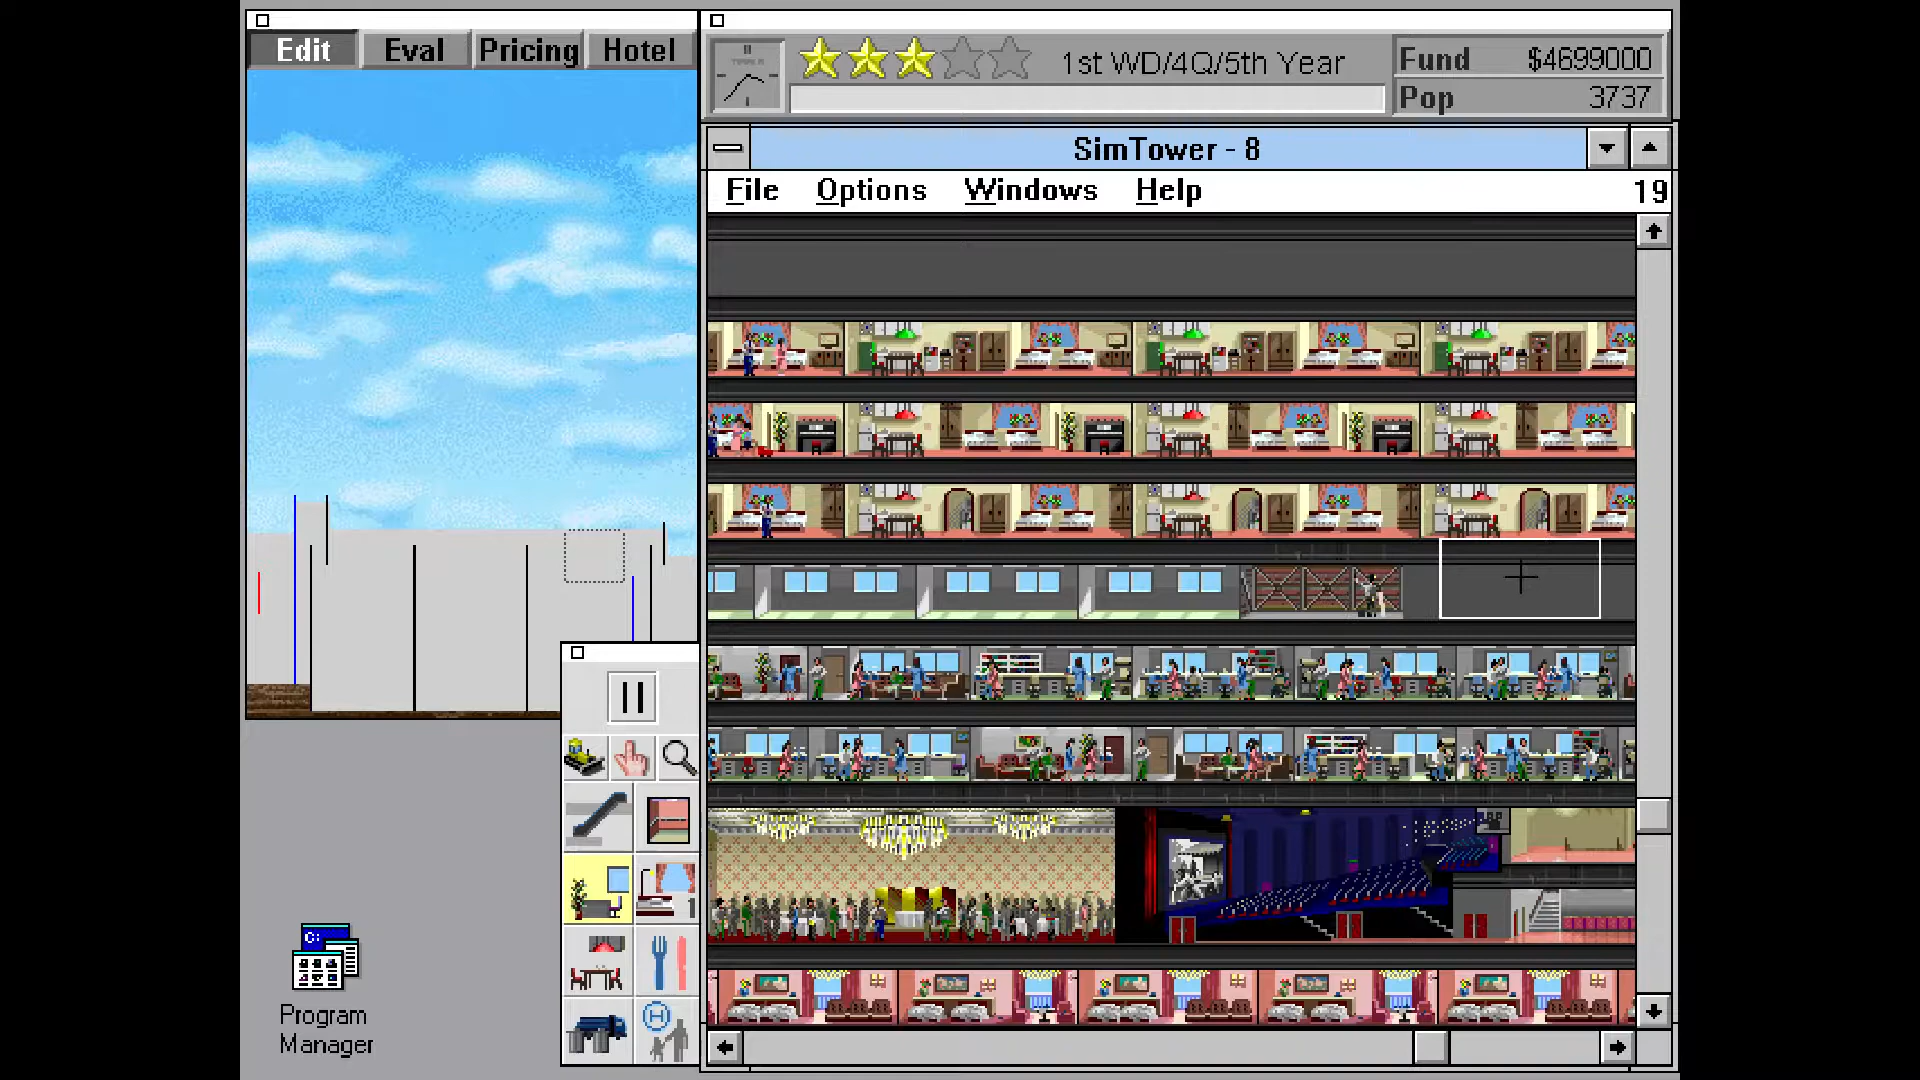 Edit Eval Pricing Hotel
1st WD/4Q/5th Year
Fund $4699000
Pop 3737
SimTower - 8
File Options Windows Help 19
C:\
1
H
Program
Manager